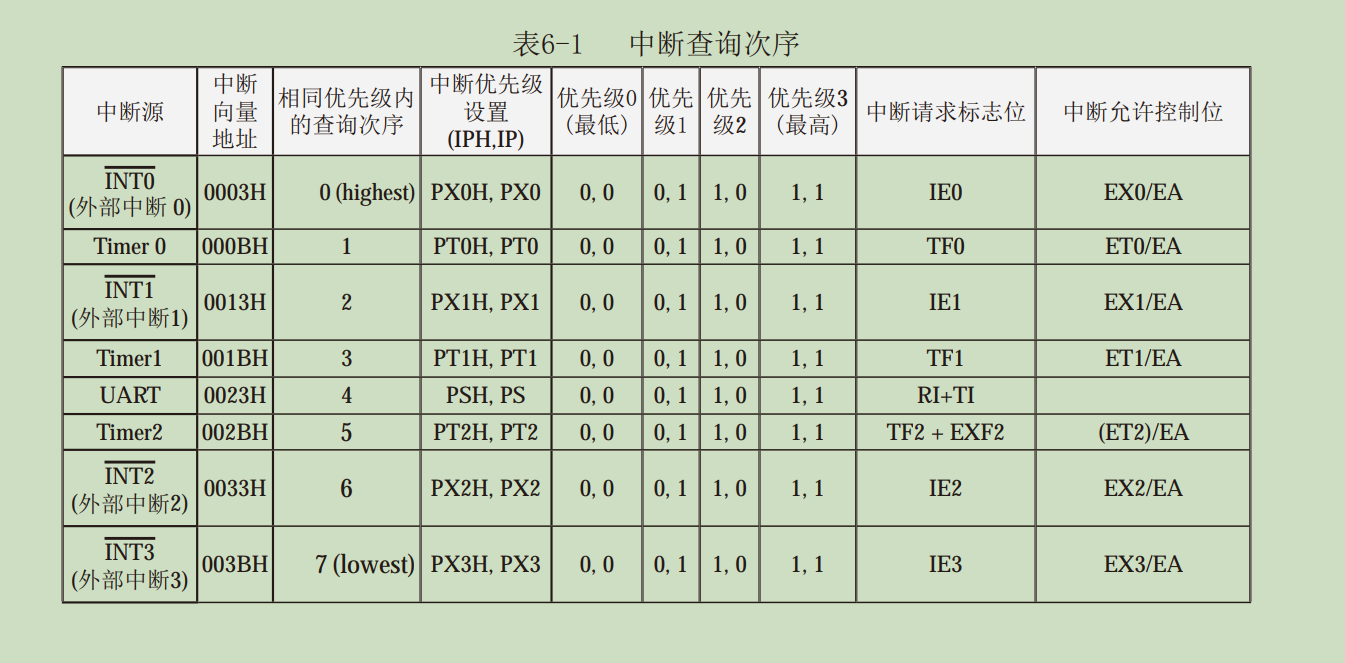 表6-1 中断查询次序
中断源 中断向量地址 相同优先级内的查询次序 中断优先级设置(IPH,IP) 优先级0(最低) 优先级1 优先级2 优先级3(最高) 中断请求标志位 中断允许控制位
INT0(外部中断 0) 0003H 0 (highest) PX0H, PX0 0, 0 0, 1 1, 0 1, 1 IE0 EX0/EA
Timer 0 000BH 1 PT0H, PT0 0, 0 0, 1 1, 0 1, 1 TF0 ET0/EA
INT1(外部中断1) 0013H 2 PX1H, PX1 0, 0 0, 1 1, 0 1, 1 IE1 EX1/EA
Timer1 001BH 3 PT1H, PT1 0, 0 0, 1 1, 0 1, 1 TF1 ET1/EA
UART 0023H 4 PSH, PS 0, 0 0, 1 1, 0 1, 1 RI+TI
Timer2 002BH 5 PT2H, PT2 0, 0 0, 1 1, 0 1, 1 TF2 + EXF2 (ET2)/EA
INT2(外部中断2) 0033H 6 PX2H, PX2 0, 0 0, 1 1, 0 1, 1 IE2 EX2/EA
INT3(外部中断3) 003BH 7 (lowest) PX3H, PX3 0, 0 0, 1 1, 0 1, 1 IE3 EX3/EA